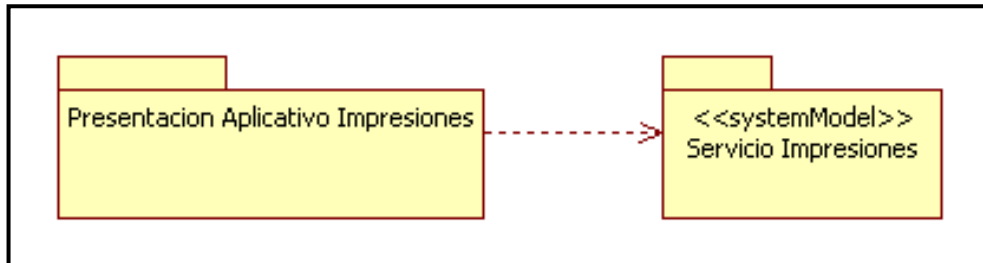 Presentacion Aplicativo Impresiones
<<systemModel>>
Servicio Impresiones